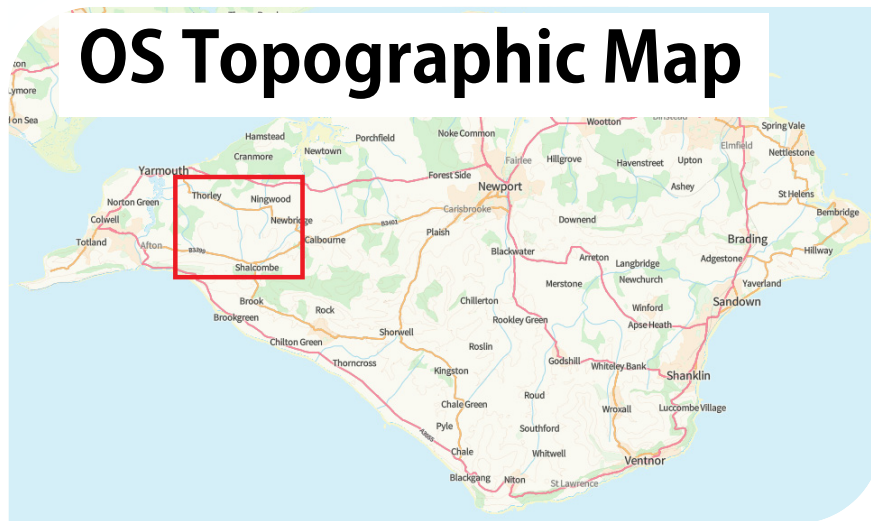 OS Topographic Map
Hamstead
Porchfield
Noke Common
Wootton
Spring Vale
Cranmore
Newtown
Fairlee
Hillgrove
Havenstreet
Upton
Elmfield
Nettlestone
Yarmouth
Forest Side
Newport
Ashey
St Helens
Norton Green
Thorley
Ningwood
Carisbrooke
Bembridge
Colwell
Newbridge
B3401
Downend
Totland
Afton
Calbourne
Plaish
Brading
B3399
Blackwater
Arreton
Langbridge
Adgestone
Hillway
Shalcombe
Merstone
Newchurch
Yaverland
Brook
Rock
Chillerton
Winford
Sandown
Brookgreen
Rookley Green
Apse Heath
Chilton Green
Shorwell
Roslin
Thorncross
Kingston
Godshill
Whiteley Bank
Shanklin
Roud
Chale Green
Wroxall
Luccombe Village
Pyle
Southford
A3055
Chale
Whitwell
Ventnor
Blackgang
Niton
St Lawrence